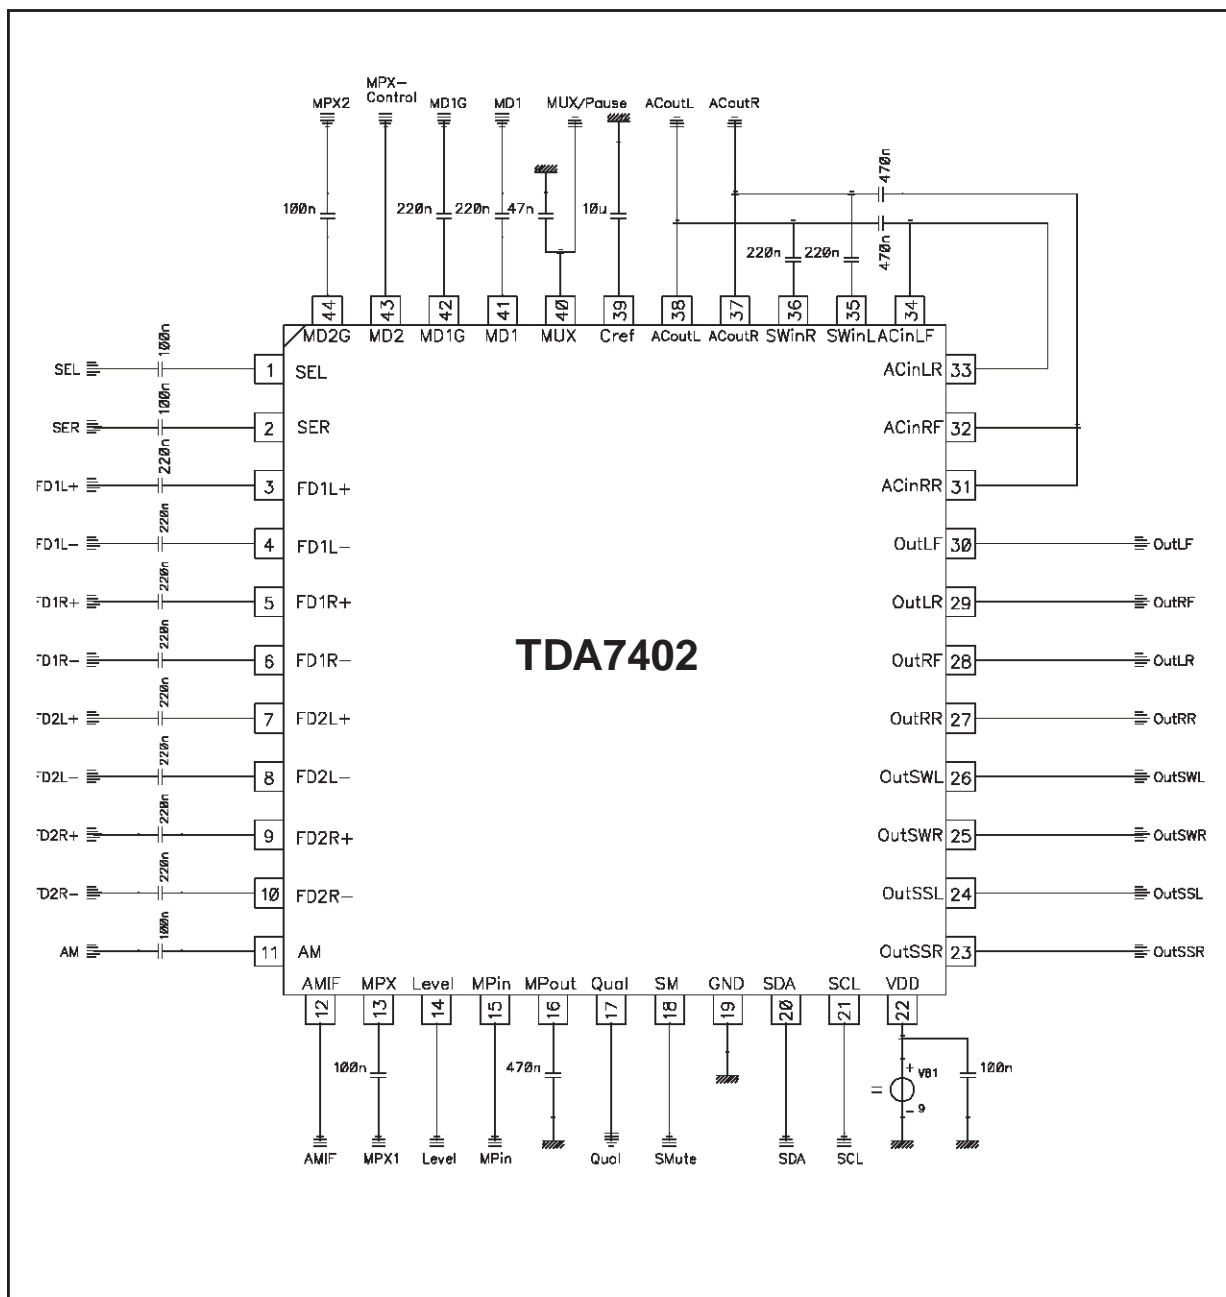 MPX2
MPX-
Control
MD1G
MD1
MUX/Pause
ACoutL
ACoutR
470n
100n
220n
220n
47n
10u
220n
220n
470n
44
43
42
41
40
39
38
37
36
35
34
MD2G
MD2
MD1G
MD1
MUX
Cref
ACoutL
ACoutR
SWinR
SWinL
ACinLF
SEL
100n
1
SEL
ACinLR
33
SER
100n
2
SER
ACinRF
32
FD1L+
220n
3
FD1L+
ACinRR
31
FD1L-
220n
4
FD1L-
OutLF
30
OutLF
FD1R+
220n
5
FD1R+
OutLR
29
OutRF
FD1R-
220n
6
FD1R-
TDA7402
OutRF
28
OutLR
FD2L+
220n
7
FD2L+
OutRR
27
OutRR
FD2L-
220n
8
FD2L-
OutSWL
26
OutSWL
FD2R+
220n
9
FD2R+
OutSWR
25
OutSWR
FD2R-
220n
10
FD2R-
OutSSL
24
OutSSL
AM
100n
11
AM
OutSSR
23
OutSSR
AMIF
MPX
Level
MPin
MPout
Qual
SM
GND
SDA
SCL
VDD
12
13
14
15
16
17
18
19
20
21
22
100n
470n
+
VB1
=
- 9
100n
AMIF
MPX1
Level
MPin
Qual
SMute
SDA
SCL